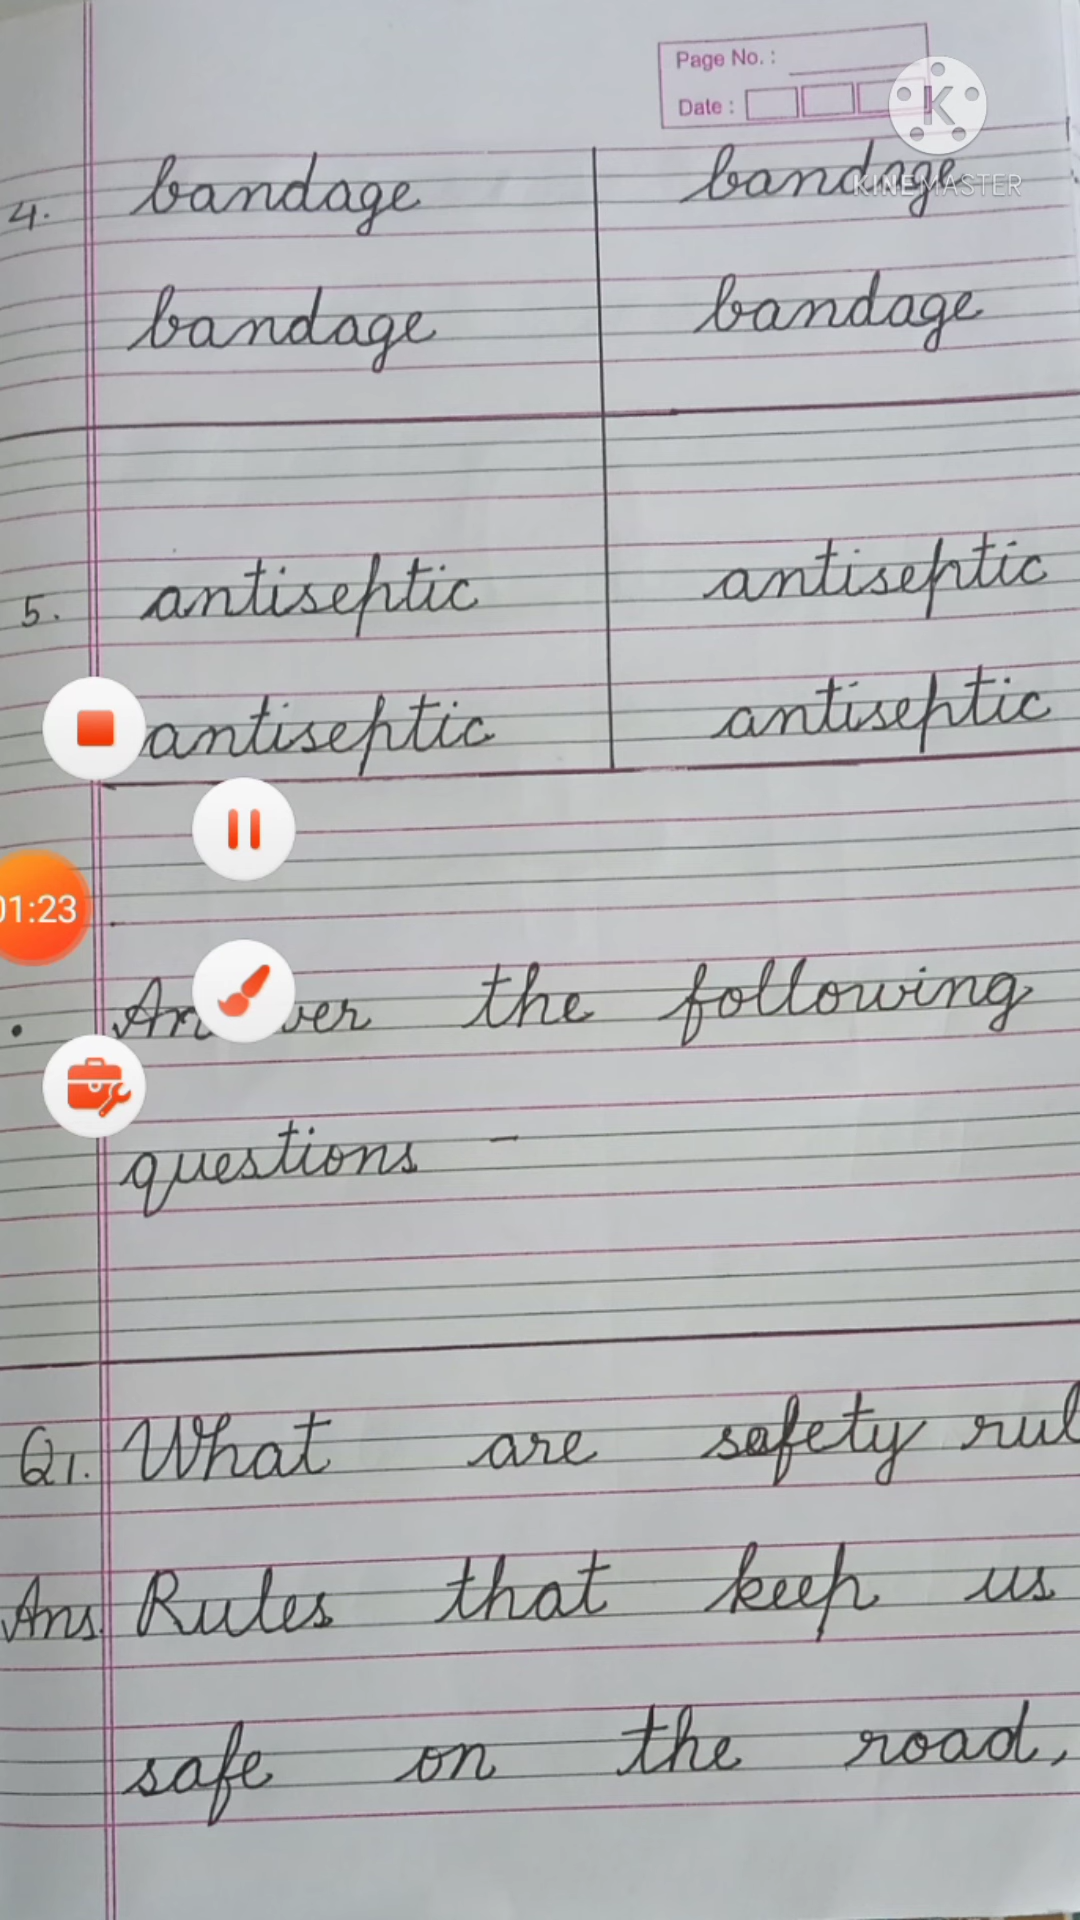 Page No. :
Date :
KINEMASTER
4. bandage bandage
bandage bandage
5. antiseptic antiseptic
antiseptic antiseptic
01:23
the following
questions -
Q1. What are safety
Ans. Rules that keep us
safe on the road,